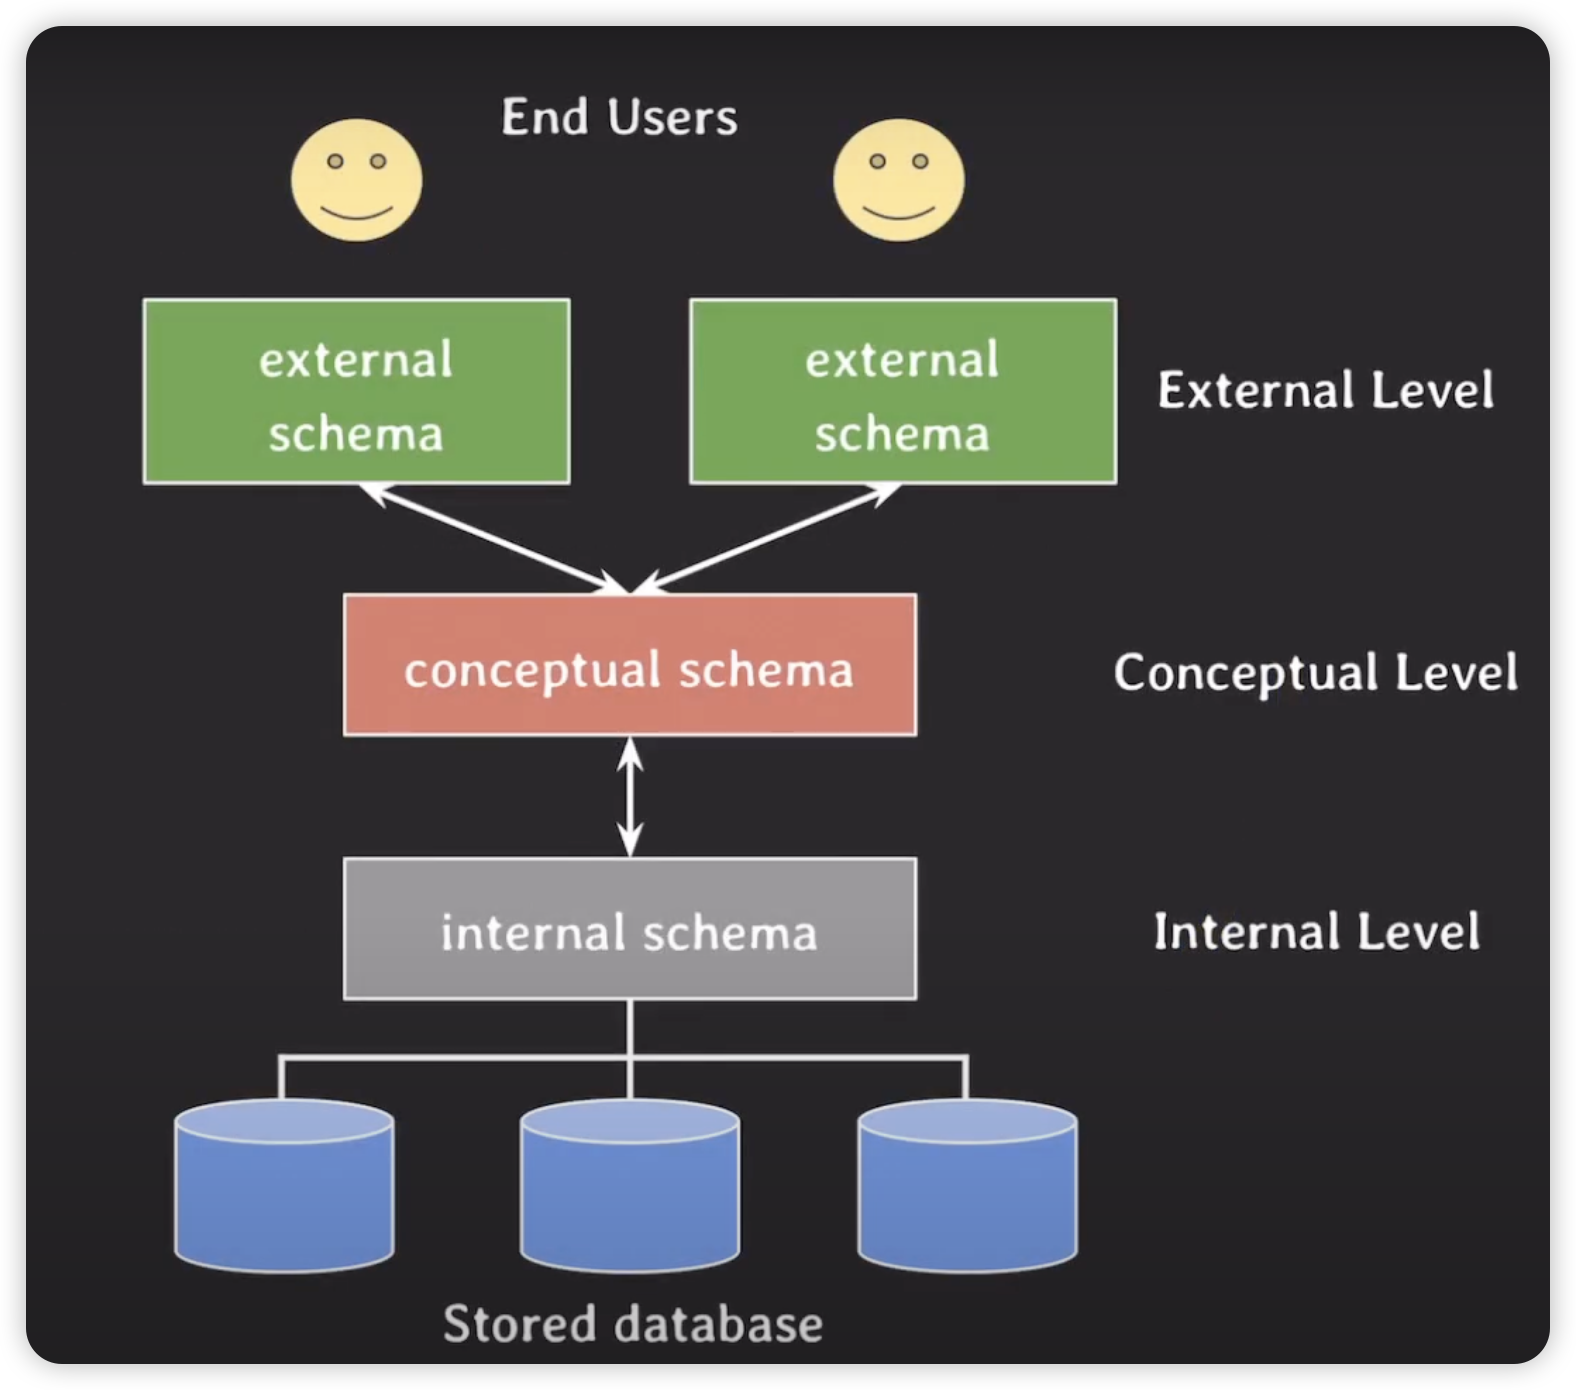 End Users
external
schema
external
schema
External Level
conceptual schema
Conceptual Level
internal schema
Internal Level
Stored database